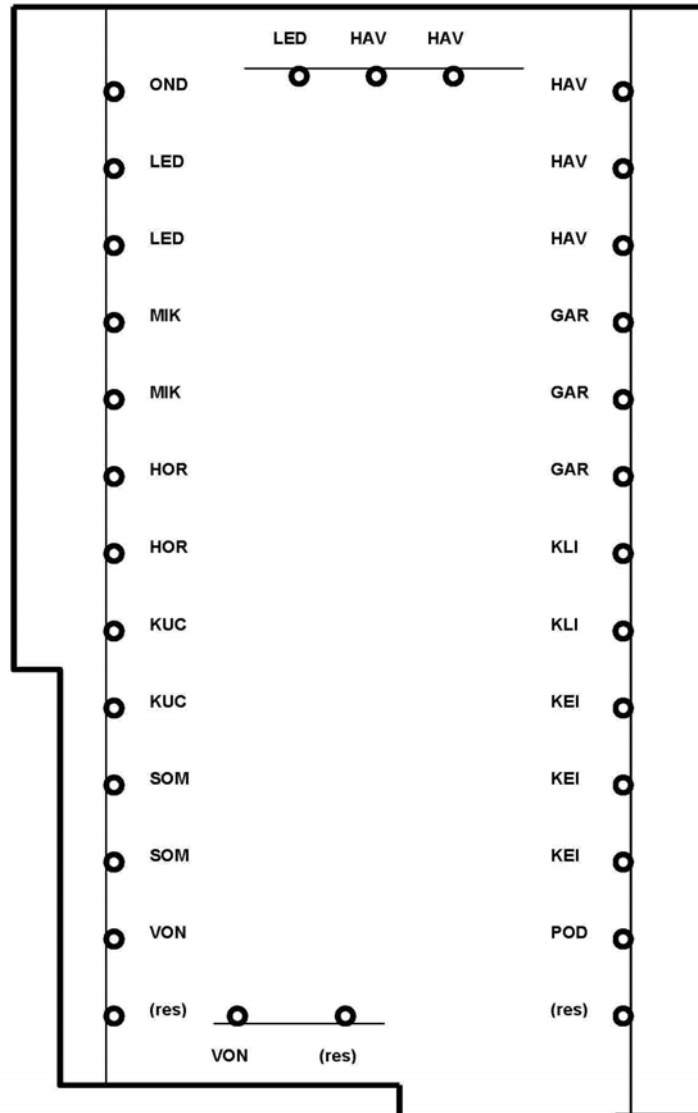 LED HAV HAV
OND HAV
LED HAV
LED HAV
MIK GAR
MIK GAR
HOR GAR
HOR KLI
KUC KLI
KUC KEI
SOM KEI
SOM KEI
VON POD
(res) (res)
VON (res)